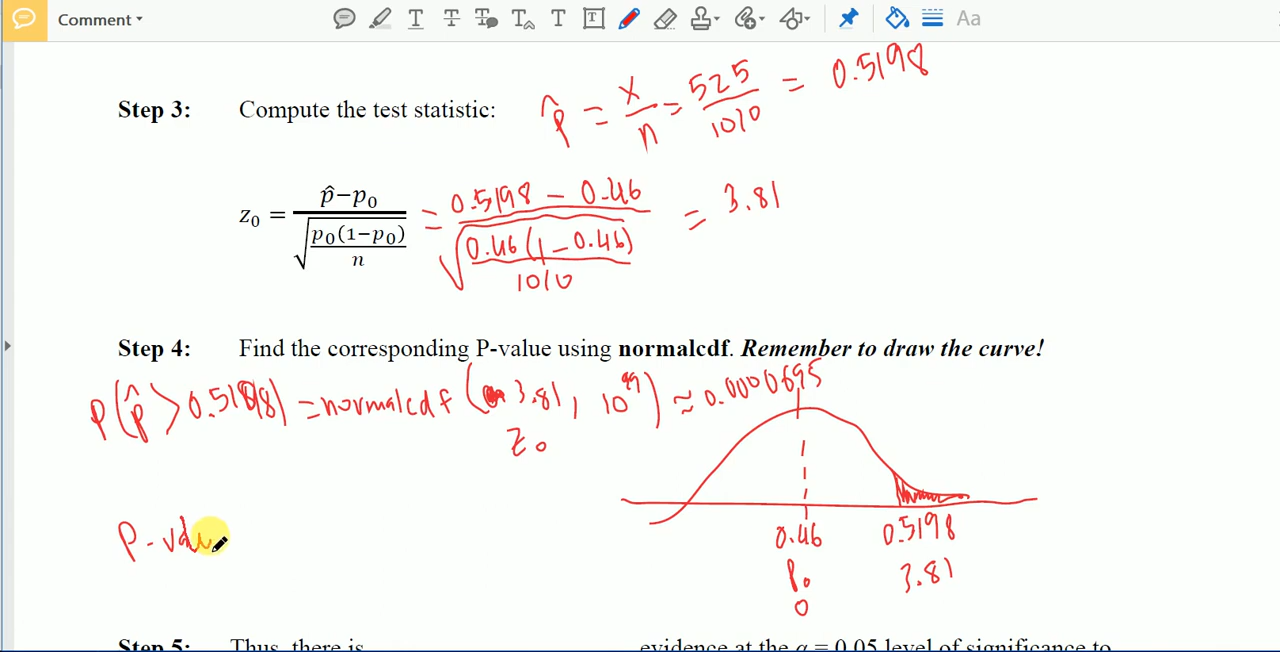 Comment
Aa
Step 3: Compute the test statistic: p̂ = x/n = 525/1010 = 0.5198
z₀ = (p̂−p₀)/√(p₀(1−p₀)/n) = (0.5198 − 0.46)/√(0.46(1−0.46)/1010) = 3.81
Step 4: Find the corresponding P-value using normalcdf. Remember to draw the curve!
P(p̂ > 0.5198) = normalcdf (3.81, 10^99) ≈ 0.0000695
z₀
P-valu
0.46 0.5198
p₀ 3.81
0
Step 5: Thus, there is evidence at the α = 0.05 level of significance to